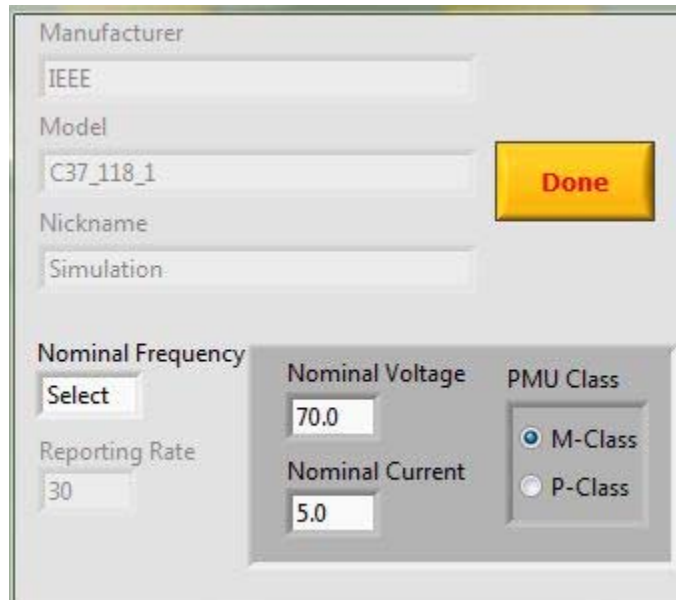 Manufacturer
IEEE
Model
C37_118_1
Done
Nickname
Simulation
Nominal Frequency
Select
Reporting Rate
30
Nominal Voltage
70.0
Nominal Current
5.0
PMU Class
M-Class
P-Class